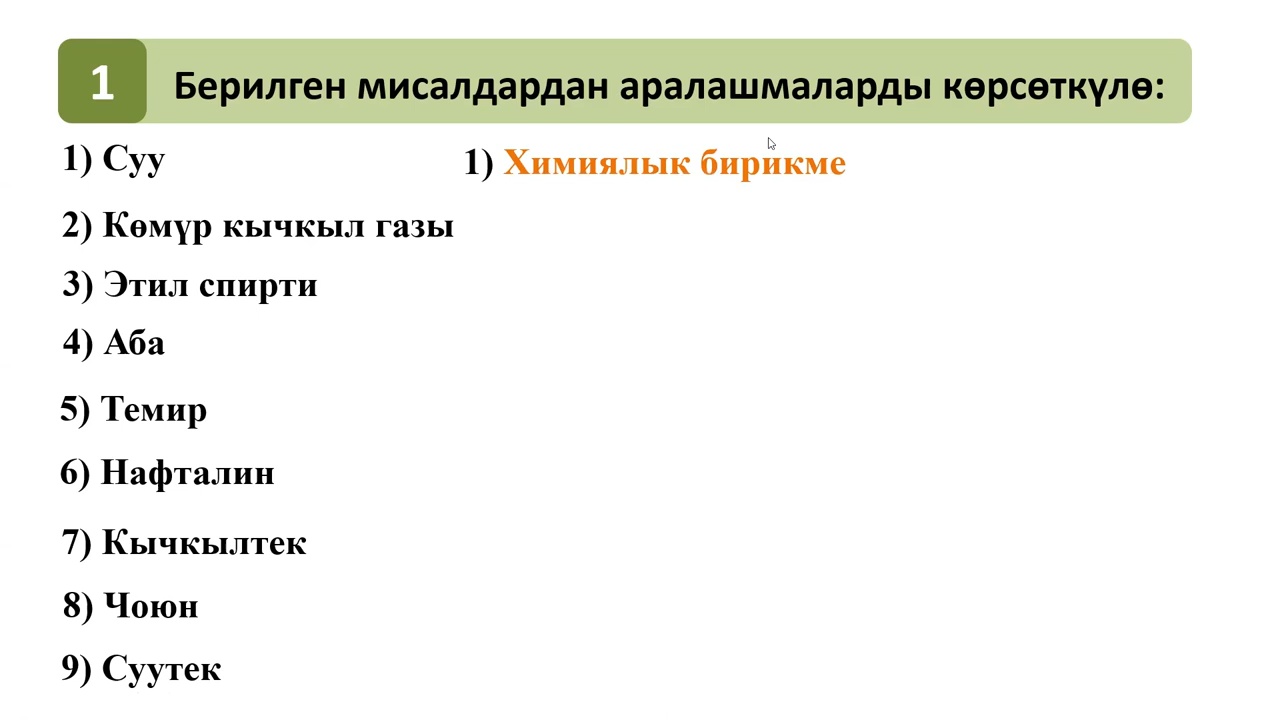 1 Берилген мисалдардан аралашмаларды көрсөткүлө:
1) Суу 1) Химиялык бирикме
2) Көмүр кычкыл газы
3) Этил спирти
4) Аба
5) Темир
6) Нафталин
7) Кычкылтек
8) Чоюн
9) Суутек